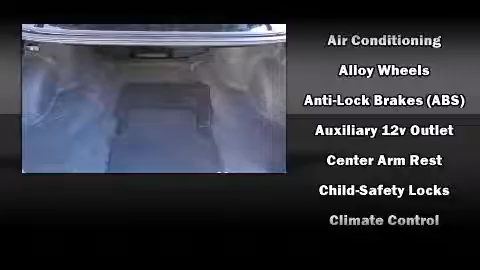 Air Conditioning
Alloy Wheels
Anti-Lock Brakes (ABS)
Auxiliary 12v Outlet
Center Arm Rest
Child-Safety Locks
Climate Control